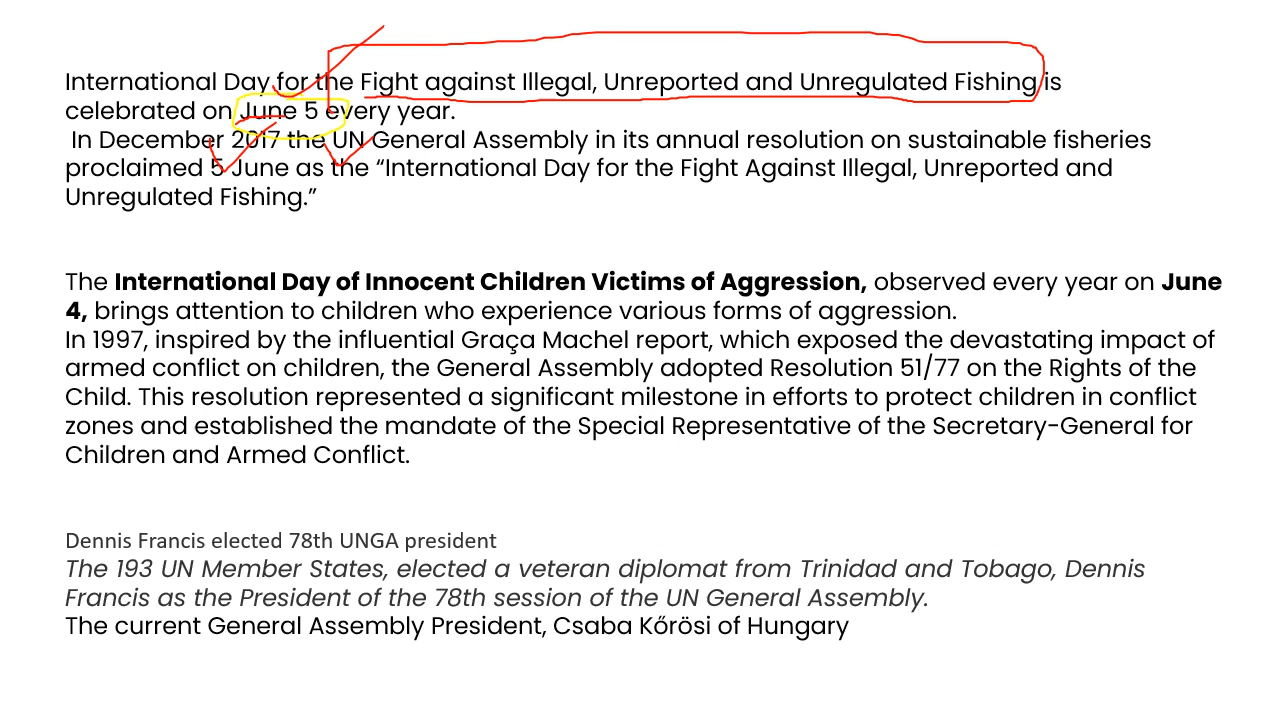 International Day for the Fight against Illegal, Unreported and Unregulated Fishing is
celebrated on June 5 every year.
In December 2017 the UN General Assembly in its annual resolution on sustainable fisheries
proclaimed 5 June as the “International Day for the Fight Against Illegal, Unreported and
Unregulated Fishing.”
The International Day of Innocent Children Victims of Aggression, observed every year on June
4, brings attention to children who experience various forms of aggression.
In 1997, inspired by the influential Graça Machel report, which exposed the devastating impact of
armed conflict on children, the General Assembly adopted Resolution 51/77 on the Rights of the
Child. This resolution represented a significant milestone in efforts to protect children in conflict
zones and established the mandate of the Special Representative of the Secretary-General for
Children and Armed Conflict.
Dennis Francis elected 78th UNGA president
The 193 UN Member States, elected a veteran diplomat from Trinidad and Tobago, Dennis
Francis as the President of the 78th session of the UN General Assembly.
The current General Assembly President, Csaba Kőrösi of Hungary